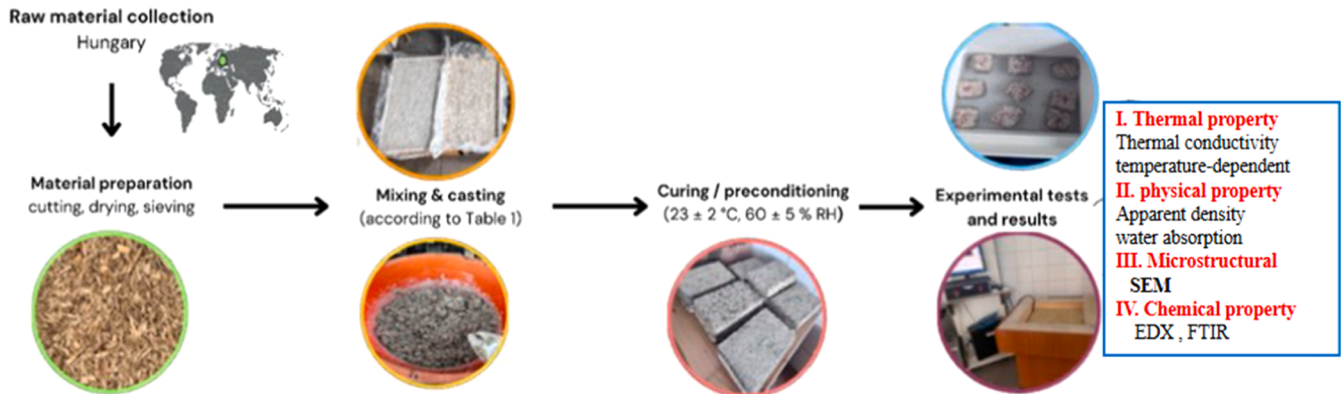 Raw material collection
Hungary
Material preparation
cutting, drying, sieving
Mixing & casting
(according to Table 1)
Curing / preconditioning
(23 ± 2 °C, 60 ± 5 % RH)
Experimental tests
and results
I. Thermal property
Thermal conductivity
temperature-dependent
II. physical property
Apparent density
water absorption
III. Microstructural
SEM
IV. Chemical property
EDX , FTIR